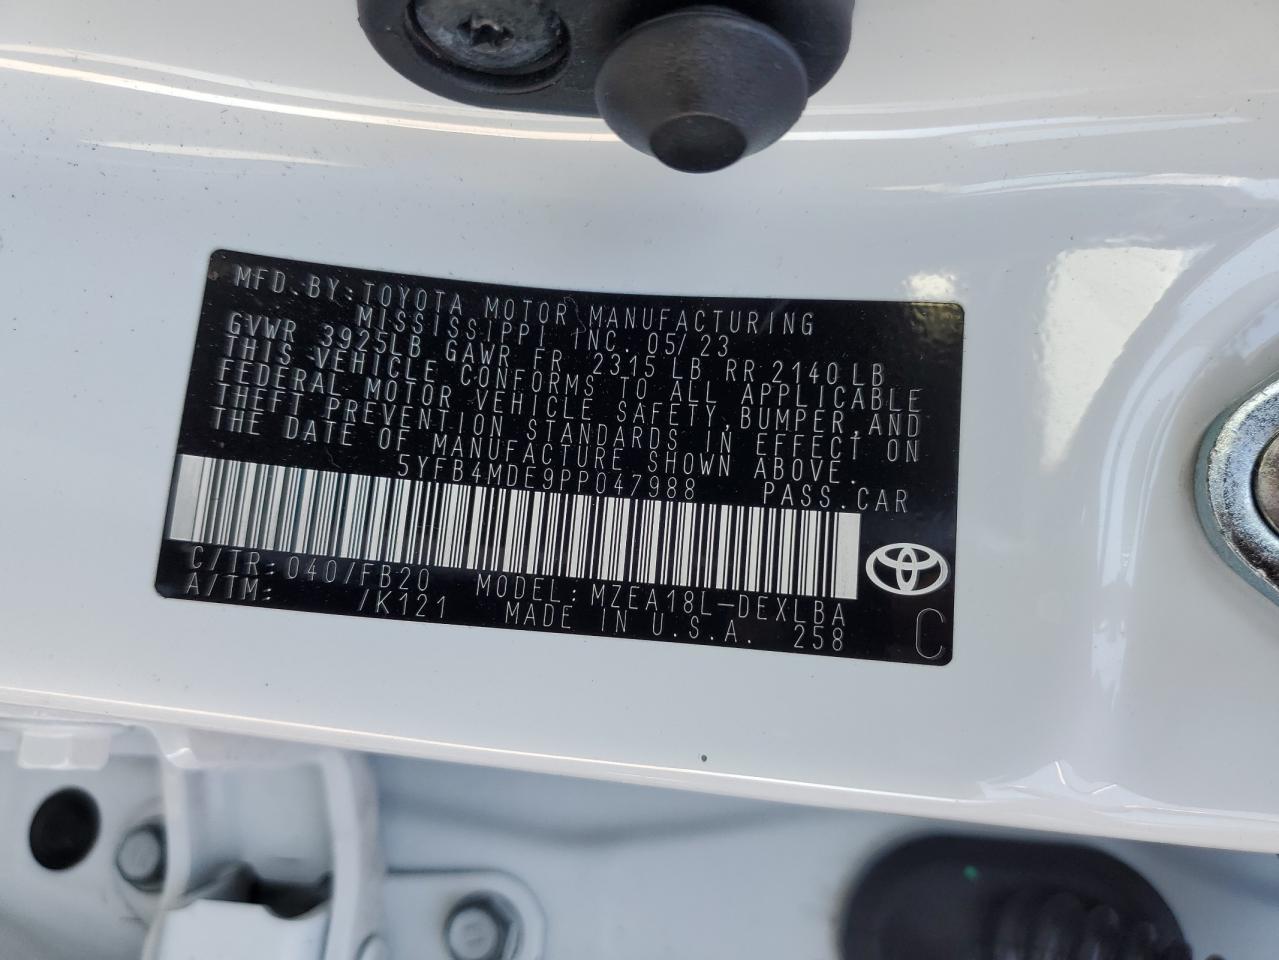 MFD.BY:TOYOTA MOTOR MANUFACTURING
MISSISSIPPI INC. 05/23
GVWR 3925LB GAWR FR 2315 LB RR 2140LB
THIS VEHICLE CONFORMS TO ALL APPLICABLE
FEDERAL MOTOR VEHICLE SAFETY,BUMPER,AND
THEFT PREVENTION STANDARDS IN EFFECT ON
THE DATE OF MANUFACTURE SHOWN ABOVE.
5YFB4MDE9PP047988 PASS.CAR
C/TR:040/FB20 MODEL:MZEA18L-DEXLBA
A/TM: /K121 MADE IN U.S.A. 258
C